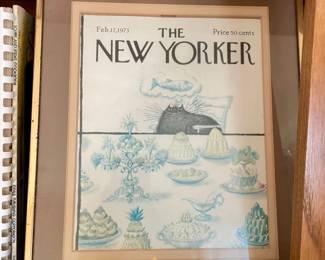 Feb. 17, 1973
THE
Price 50 cents
NEW YORKER